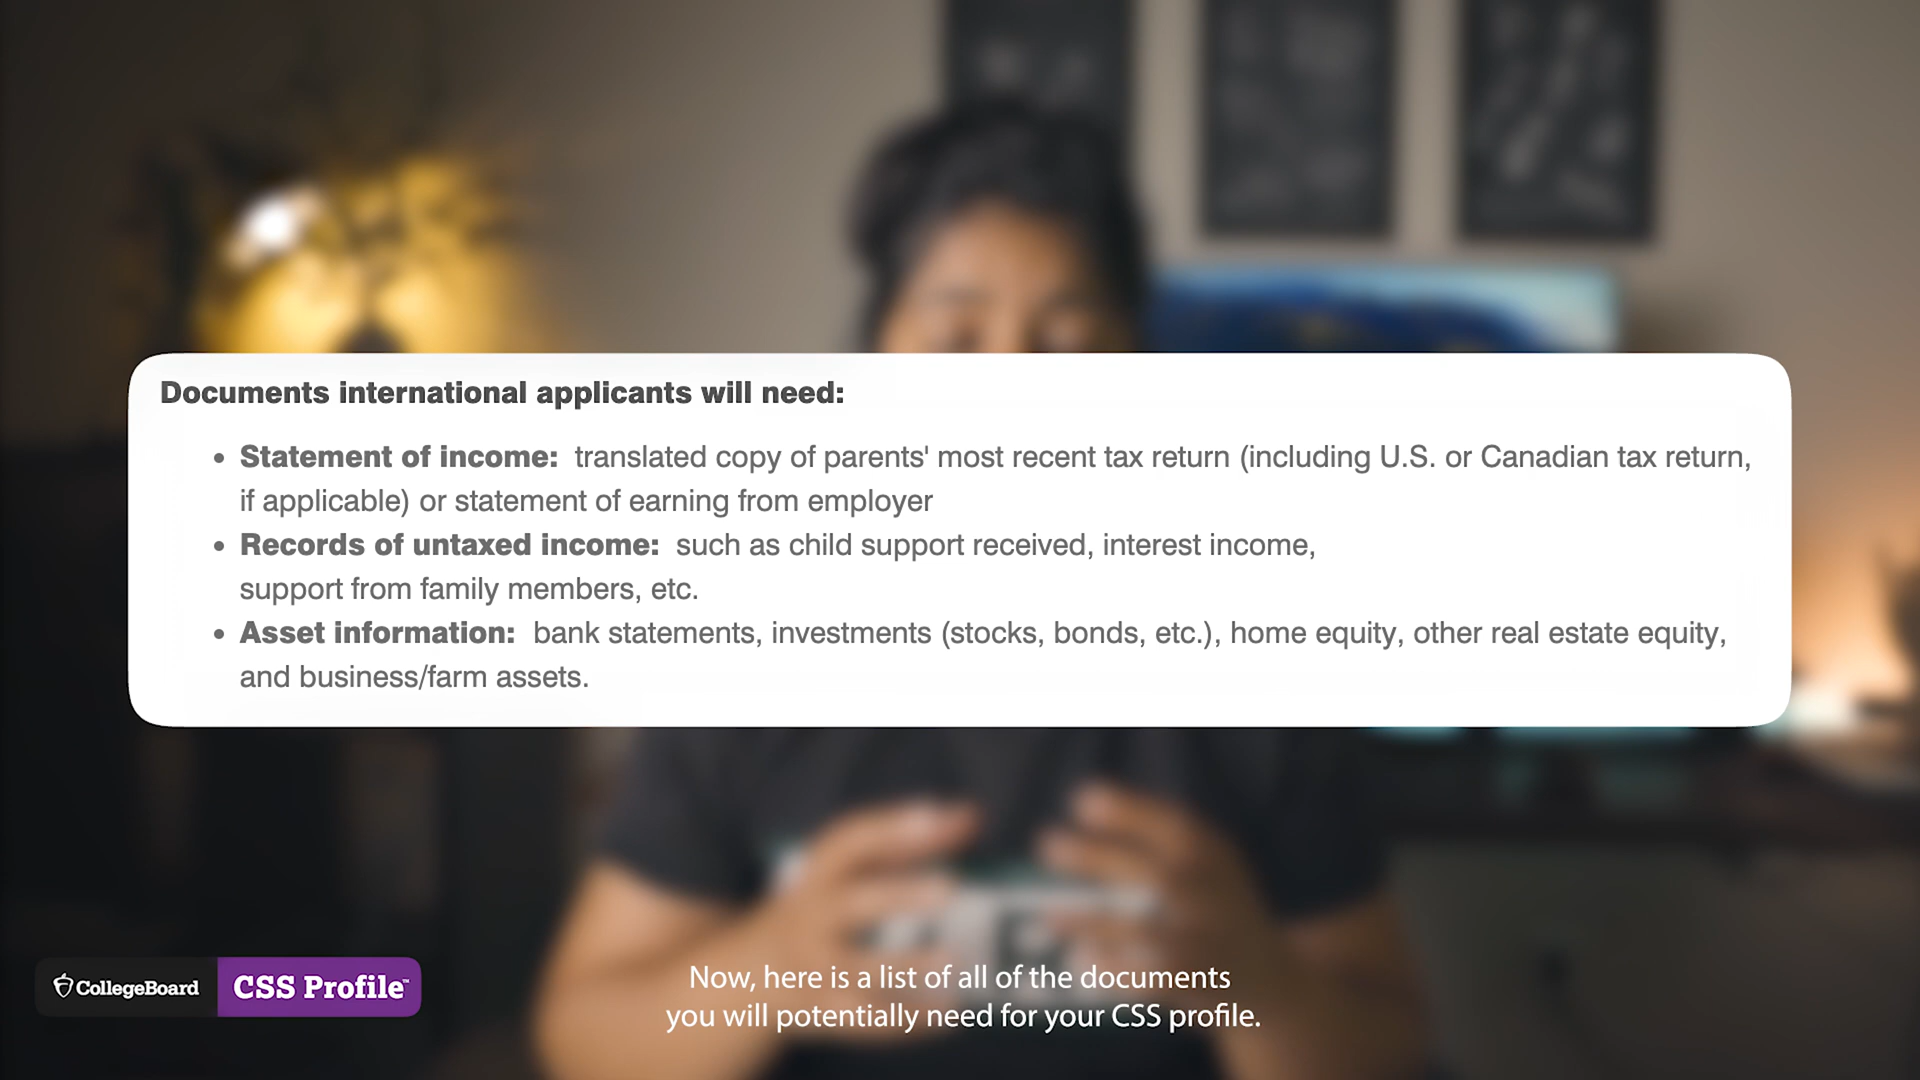 Documents international applicants will need:
• Statement of income: translated copy of parents' most recent tax return (including U.S. or Canadian tax return,
if applicable) or statement of earning from employer
• Records of untaxed income: such as child support received, interest income,
support from family members, etc.
• Asset information: bank statements, investments (stocks, bonds, etc.), home equity, other real estate equity,
and business/farm assets.
CollegeBoard CSS Profile™
Now, here is a list of all of the documents
you will potentially need for your CSS profile.